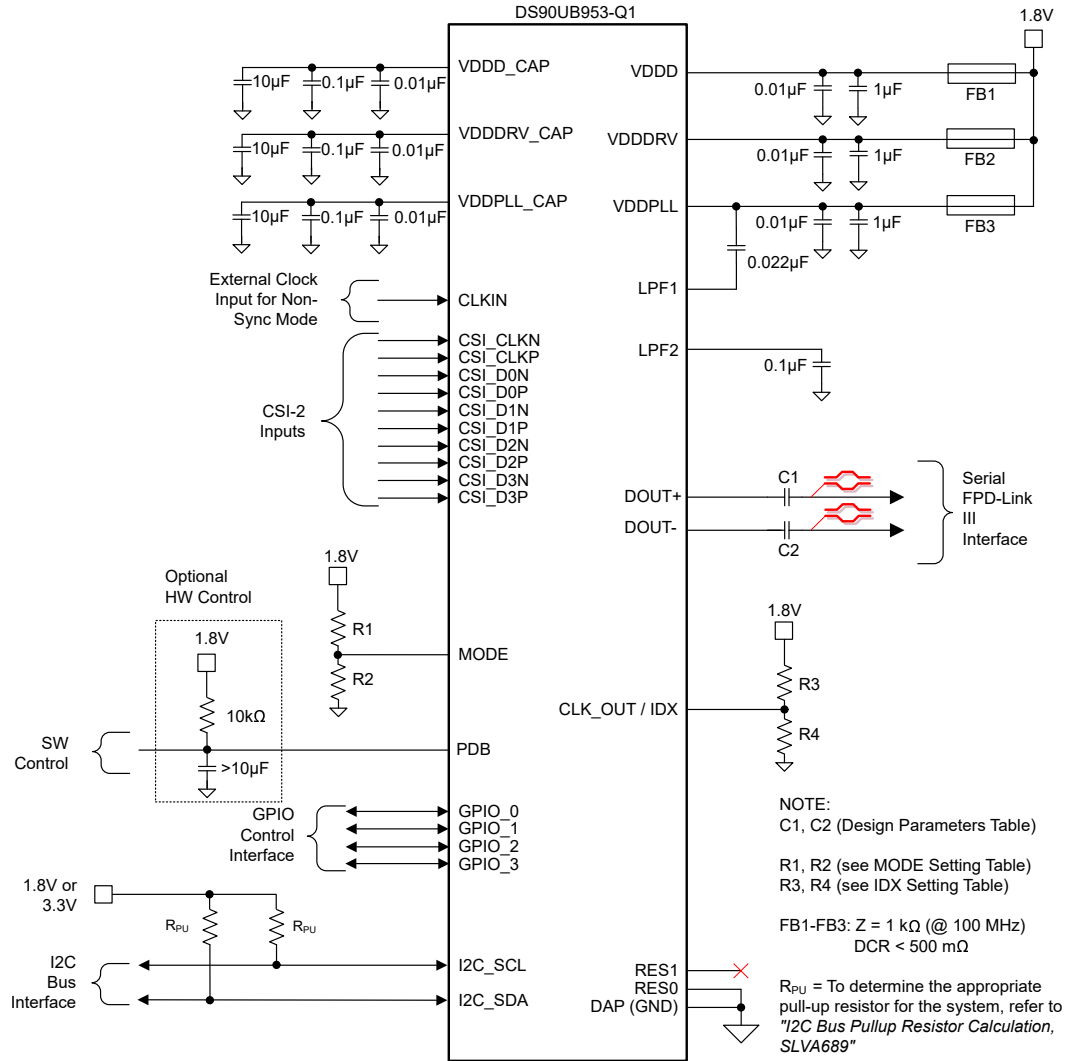 DS90UB953-Q1
1.8V
VDDD_CAP
10µF
0.1µF
0.01µF
VDDDRV_CAP
10µF
0.1µF
0.01µF
VDDPLL_CAP
10µF
0.1µF
0.01µF
External Clock
Input for Non-
Sync Mode
CLKIN
CSI-2
Inputs
CSI_CLKN
CSI_CLKP
CSI_D0N
CSI_D0P
CSI_D1N
CSI_D1P
CSI_D2N
CSI_D2P
CSI_D3N
CSI_D3P
1.8V
R1
R2
MODE
Optional
HW Control
1.8V
10kΩ
>10µF
SW
Control
PDB
GPIO
Control
Interface
GPIO_0
GPIO_1
GPIO_2
GPIO_3
1.8V or
3.3V
RPU
RPU
I2C
Bus
Interface
I2C_SCL
I2C_SDA
VDDD
0.01µF
1µF
FB1
VDDDRV
0.01µF
1µF
FB2
VDDPLL
0.01µF
1µF
FB3
0.022µF
LPF1
LPF2
0.1µF
DOUT+
DOUT-
C1
C2
Serial
FPD-Link
III
Interface
1.8V
R3
R4
CLK_OUT / IDX
RES1
RES0
DAP (GND)
NOTE:
C1, C2 (Design Parameters Table)
R1, R2 (see MODE Setting Table)
R3, R4 (see IDX Setting Table)
FB1-FB3: Z = 1 kΩ (@ 100 MHz)
DCR < 500 mΩ
RPU = To determine the appropriate
pull-up resistor for the system, refer to
"I2C Bus Pullup Resistor Calculation,
SLVA689"